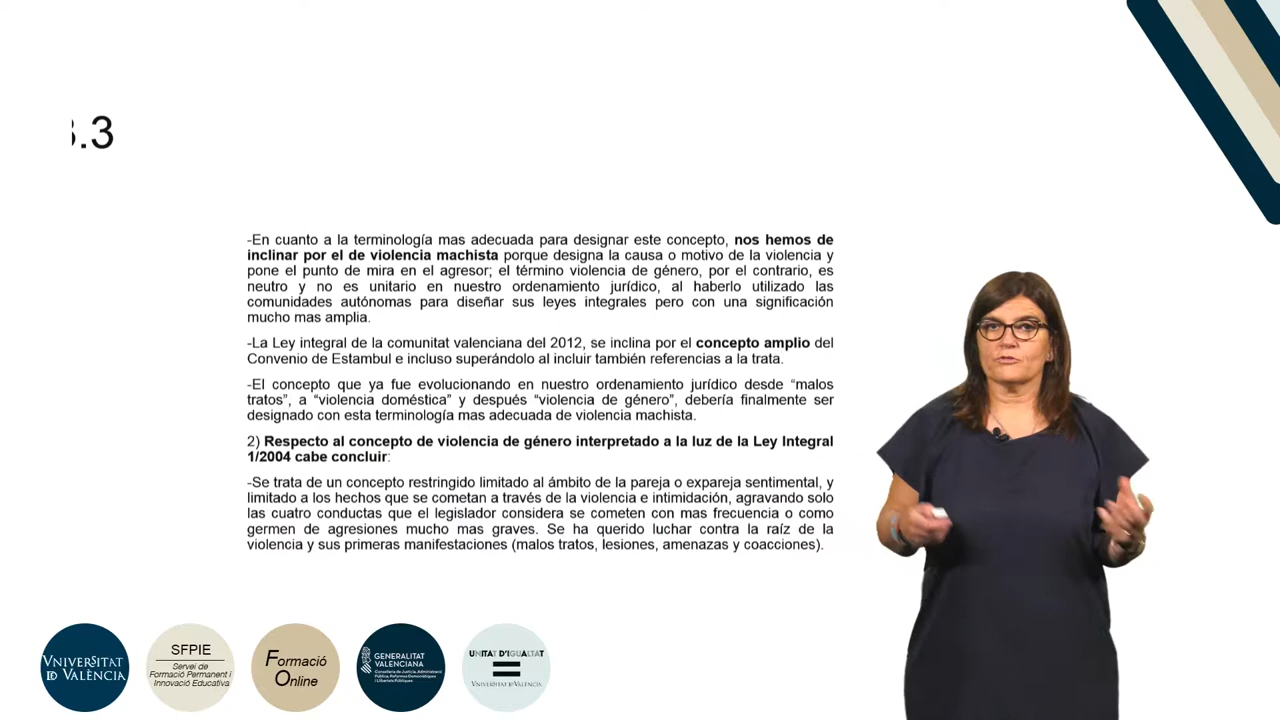 .3
-En cuanto a la terminología mas adecuada para designar este concepto, nos hemos de
inclinar por el de violencia machista porque designa la causa o motivo de la violencia y
pone el punto de mira en el agresor; el término violencia de género, por el contrario, es
neutro y no es unitario en nuestro ordenamiento jurídico, al haberlo utilizado las
comunidades autónomas para diseñar sus leyes integrales pero con una significación
mucho mas amplia.
-La Ley integral de la comunitat valenciana del 2012, se inclina por el concepto amplio del
Convenio de Estambul e incluso superándolo al incluir también referencias a la trata.
-El concepto que ya fue evolucionando en nuestro ordenamiento jurídico desde “malos
tratos”, a “violencia doméstica” y después “violencia de género”, debería finalmente ser
designado con esta terminología mas adecuada de violencia machista.
2) Respecto al concepto de violencia de género interpretado a la luz de la Ley Integral
1/2004 cabe concluir:
-Se trata de un concepto restringido limitado al ámbito de la pareja o expareja sentimental, y
limitado a los hechos que se cometan a través de la violencia e intimidación, agravando solo
las cuatro conductas que el legislador considera se cometen con mas frecuencia o como
germen de agresiones mucho mas graves. Se ha querido luchar contra la raíz de la
violencia y sus primeras manifestaciones (malos tratos, lesiones, amenazas y coacciones).
VNIVERSITAT
ID VALÈNCIA
SFPIE
Servei de
Formació Permanent i
Innovació Educativa
Formació
Online
GENERALITAT
VALENCIANA
Conselleria de Justícia, Administració
Pública, Reformes Democràtiques
i Llibertats Públiques
UNITAT D'IGUALTAT
VNIVERSITAT ID VALÈNCIA